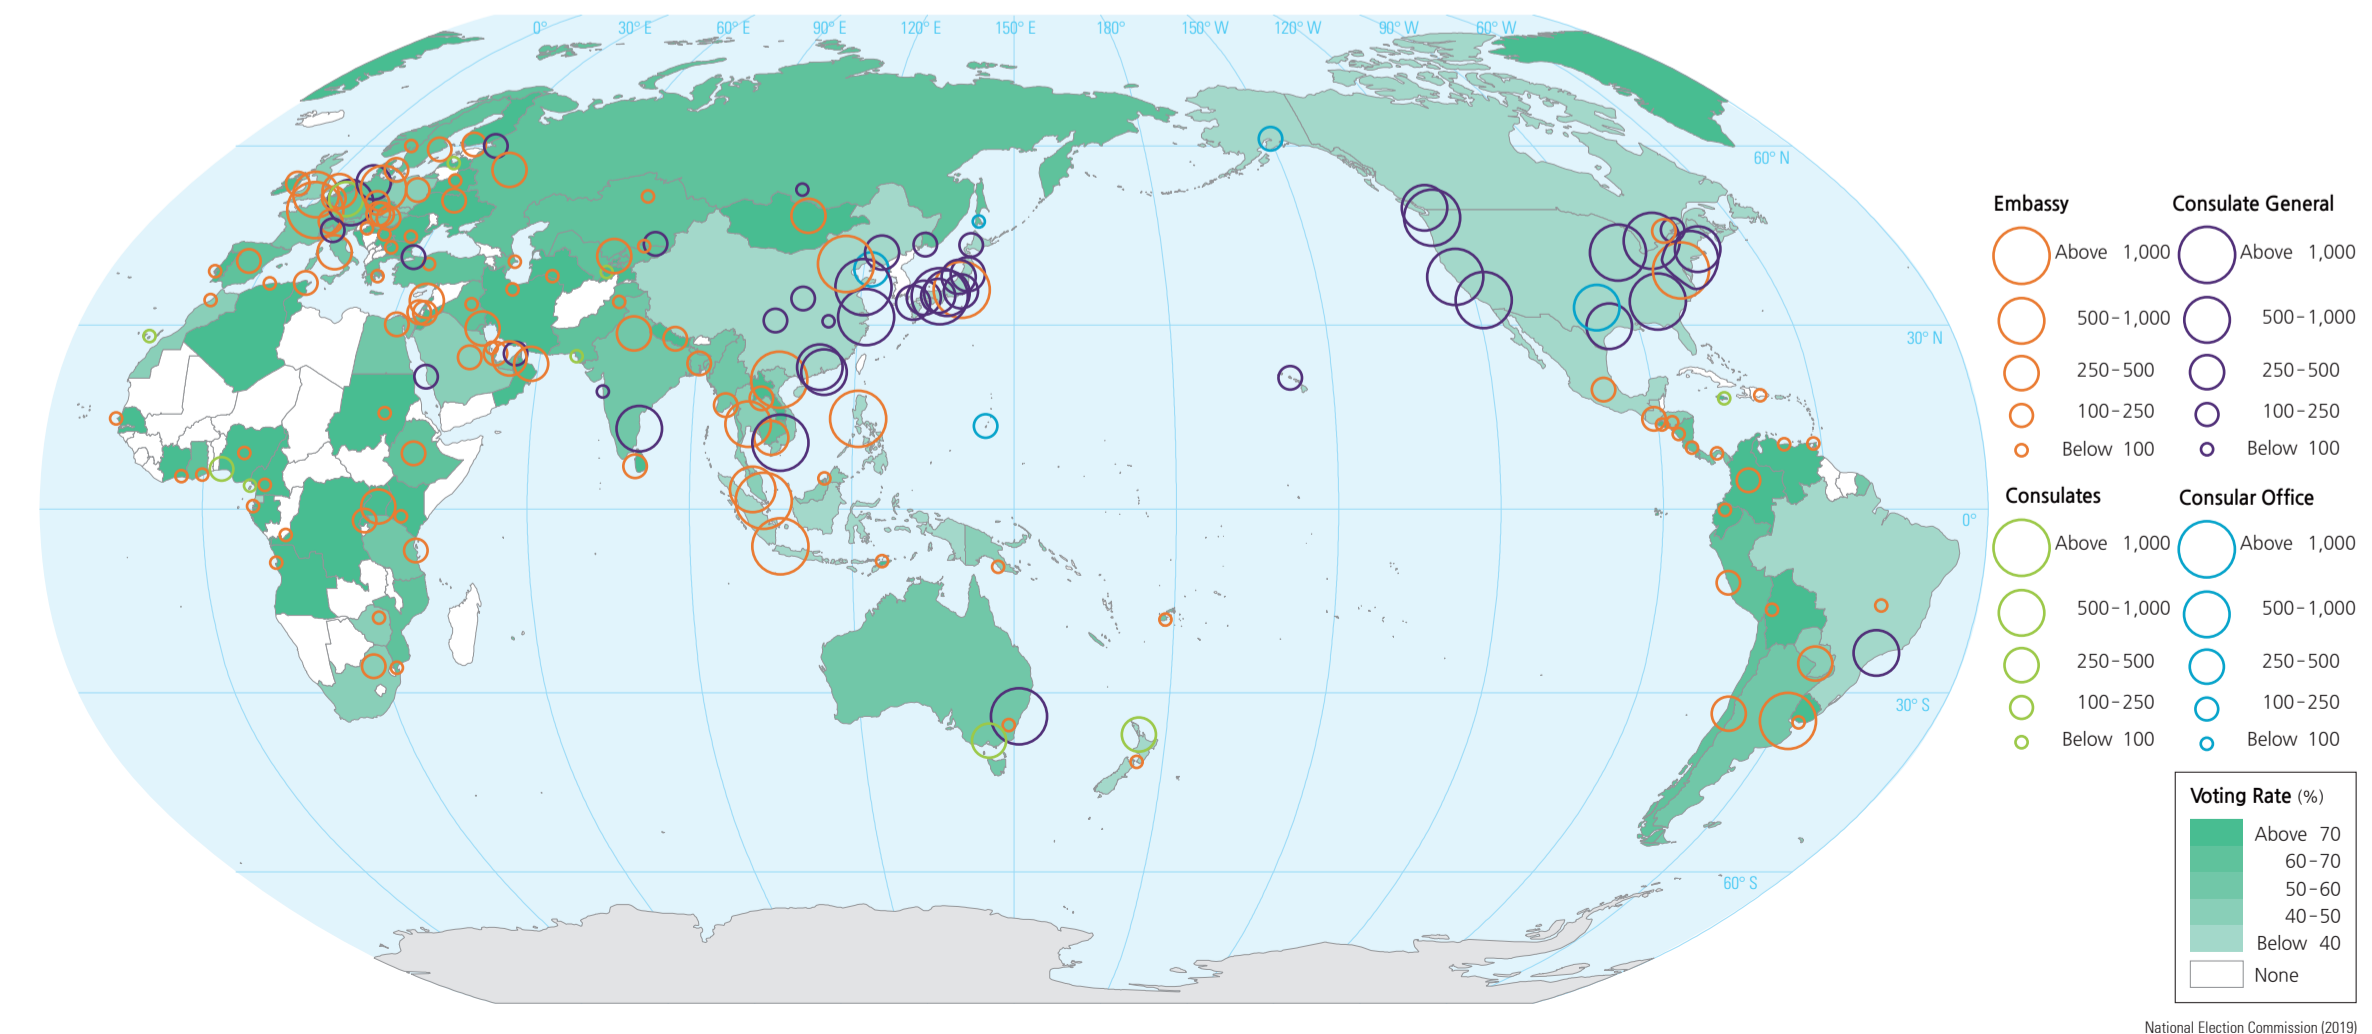 0° 30° E 60° E 90° E 120° E 150° E 180° 150° W 120° W 90° W 60° W
60° N
30° N
0°
30° S
60° S
Embassy
Above 1,000
500-1,000
250-500
100-250
Below 100
Consulate General
Above 1,000
500-1,000
250-500
100-250
Below 100
Consulates
Above 1,000
500-1,000
250-500
100-250
Below 100
Consular Office
Above 1,000
500-1,000
250-500
100-250
Below 100
Voting Rate (%)
Above 70
60-70
50-60
40-50
Below 40
None
National Election Commission (2019)